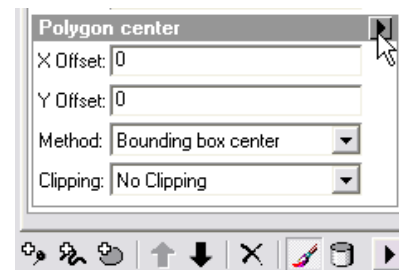 Polygon center
X Offset: 0
Y Offset: 0
Method: Bounding box center
Clipping: No Clipping